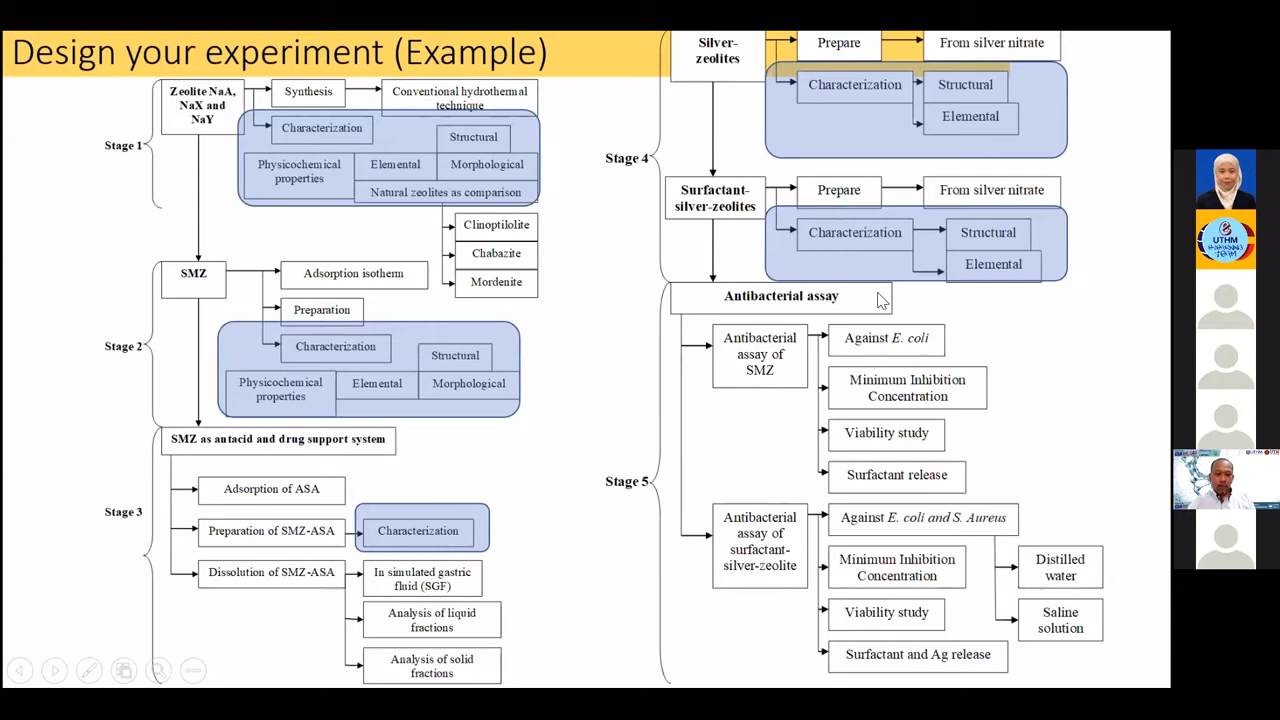 Design your experiment (Example)
Stage 1
Zeolite NaA,
NaX and
NaY
Synthesis
Conventional hydrothermal
technique
Characterization
Structural
Physicochemical
properties
Elemental
Morphological
Natural zeolites as comparison
Clinoptilolite
Chabazite
Mordenite
Stage 2
SMZ
Adsorption isotherm
Preparation
Characterization
Structural
Physicochemical
properties
Elemental
Morphological
Stage 3
SMZ as antacid and drug support system
Adsorption of ASA
Preparation of SMZ-ASA
Characterization
Dissolution of SMZ-ASA
In simulated gastric
fluid (SGF)
Analysis of liquid
fractions
Analysis of solid
fractions
Stage 4
Silver-
zeolites
Prepare
From silver nitrate
Characterization
Structural
Elemental
Surfactant-
silver-zeolites
Prepare
From silver nitrate
Characterization
Structural
Elemental
Stage 5
Antibacterial assay
Antibacterial
assay of
SMZ
Against E. coli
Minimum Inhibition
Concentration
Viability study
Surfactant release
Antibacterial
assay of
surfactant-
silver-zeolite
Against E. coli and S. Aureus
Distilled
water
Saline
solution
Minimum Inhibition
Concentration
Viability study
Surfactant and Ag release
UTHM